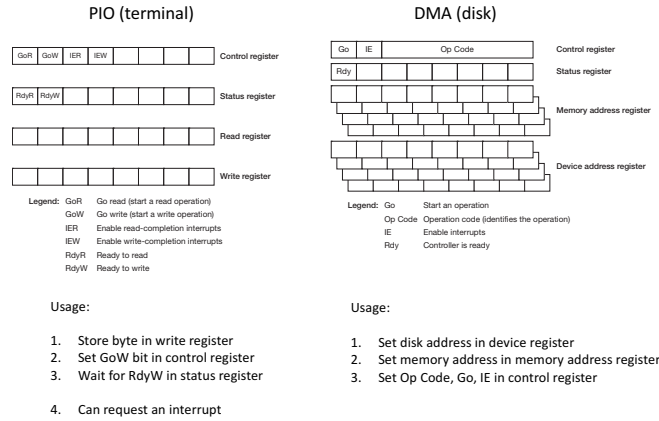 PIO (terminal)
GoR GoW IER IEW
Control register
RdyR RdyW
Status register
Read register
Write register
Legend: GoR Go read (start a read operation)
GoW Go write (start a write operation)
IER Enable read-completion interrupts
IEW Enable write-completion interrupts
RdyR Ready to read
RdyW Ready to write
Usage:
1. Store byte in write register
2. Set GoW bit in control register
3. Wait for RdyW in status register
4. Can request an interrupt
DMA (disk)
Go IE Op Code
Control register
Rdy
Status register
Memory address register
Device address register
Legend: Go Start an operation
Op Code Operation code (identifies the operation)
IE Enable interrupts
Rdy Controller is ready
Usage:
1. Set disk address in device register
2. Set memory address in memory address register
3. Set Op Code, Go, IE in control register